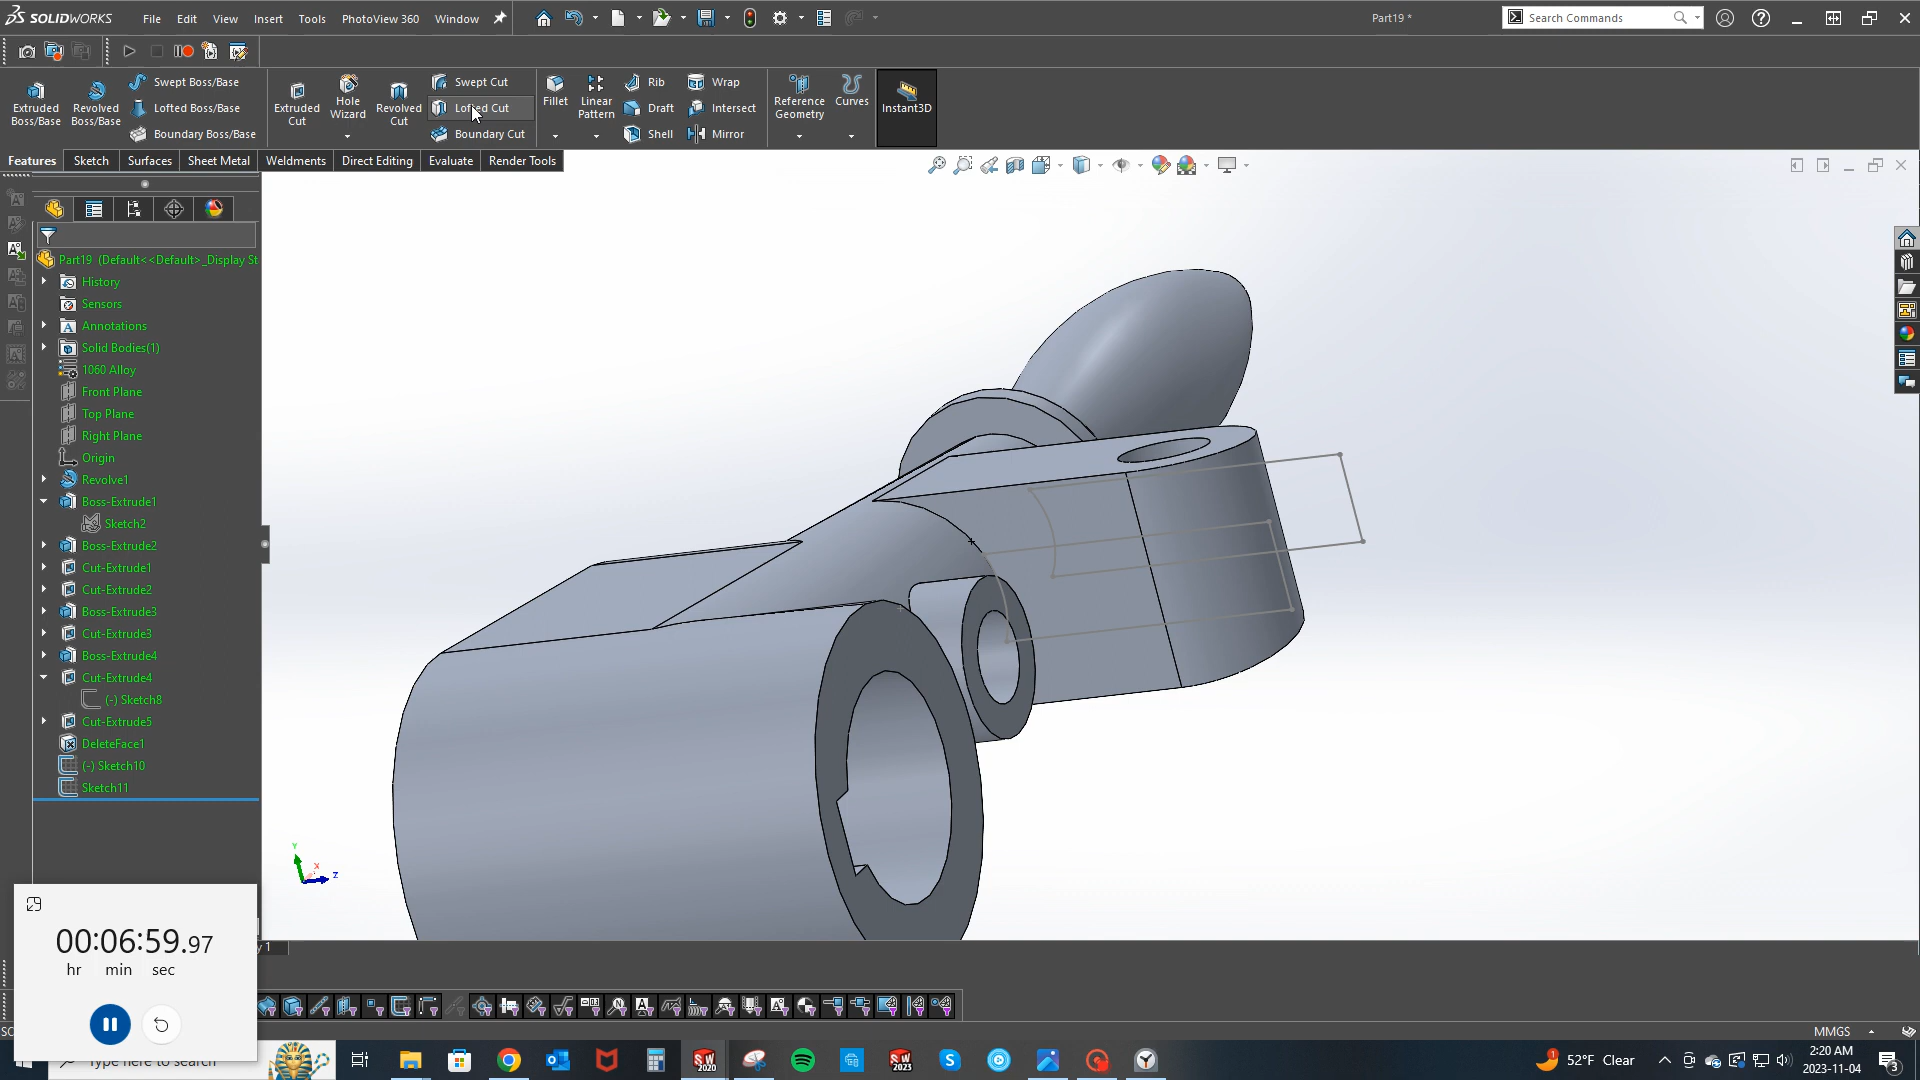 SOLIDWORKS File Edit View Insert Tools PhotoView 360 Window Part19 * Search Commands
Extruded Boss/Base Revolved Boss/Base Swept Boss/Base Lofted Boss/Base Boundary Boss/Base
Extruded Cut Hole Wizard Revolved Cut Swept Cut Lofted Cut Boundary Cut
Fillet Linear Pattern Rib Draft Shell Wrap Intersect Mirror
Reference Geometry Curves Instant3D
Features Sketch Surfaces Sheet Metal Weldments Direct Editing Evaluate Render Tools
Part19 (Default<<Default>_Display St
History
Sensors
Annotations
Solid Bodies(1)
1060 Alloy
Front Plane
Top Plane
Right Plane
Origin
Revolve1
Boss-Extrude1
Sketch2
Boss-Extrude2
Cut-Extrude1
Cut-Extrude2
Boss-Extrude3
Cut-Extrude3
Boss-Extrude4
Cut-Extrude4
(-) Sketch8
Cut-Extrude5
DeleteFace1
(-) Sketch10
Sketch11
Y X Z
00:06:59.97
hr min sec
y 1
MMGS
Type here to search
SW 2020
SW 2023
52°F Clear
2:20 AM
2023-11-04
3